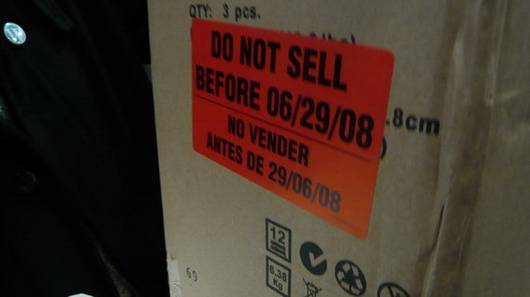 QTY: 3 pcs.
DO NOT SELL
BEFORE 06/29/08
.8cm
NO VENDER
ANTES DE 29/06/08
12
6.38
Kg